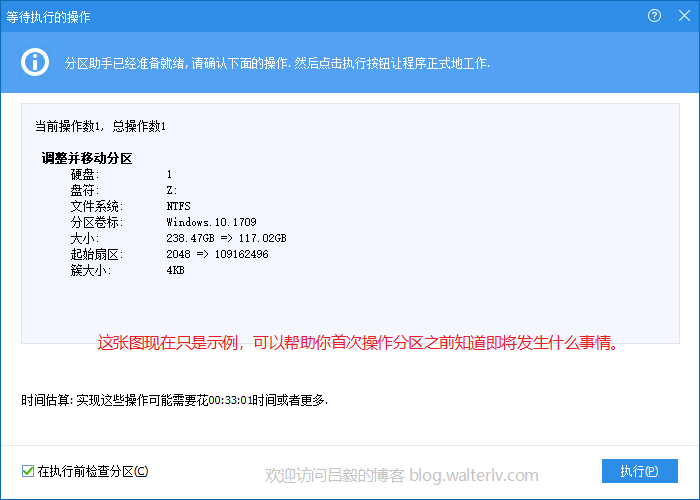 等待执行的操作
分区助手已经准备就绪,请确认下面的操作. 然后点击执行按钮让程序正式地工作.
当前操作数1, 总操作数1
调整并移动分区
硬盘: 1
盘符: Z:
文件系统: NTFS
分区卷标: Windows.10.1709
大小: 238.47GB => 117.02GB
起始扇区: 2048 => 109162496
簇大小: 4KB
这张图现在只是示例，可以帮助你首次操作分区之前知道即将发生什么事情。
时间估算: 实现这些操作可能需要花00:33:01时间或者更多.
在执行前检查分区(C)
欢迎访问吕毅的博客 blog.walterlv.com
执行(P)